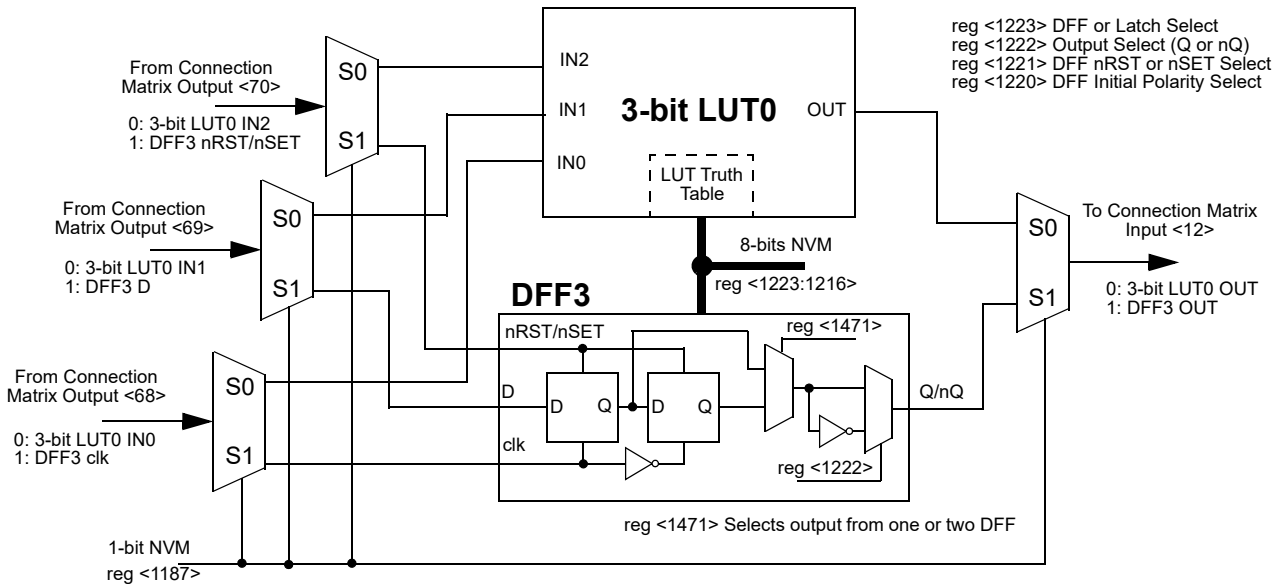 reg <1223> DFF or Latch Select
reg <1222> Output Select (Q or nQ)
reg <1221> DFF nRST or nSET Select
reg <1220> DFF Initial Polarity Select
From Connection
Matrix Output <70>
0: 3-bit LUT0 IN2
1: DFF3 nRST/nSET
S0
S1
IN2
IN1
IN0
3-bit LUT0
OUT
LUT Truth
Table
From Connection
Matrix Output <69>
0: 3-bit LUT0 IN1
1: DFF3 D
S0
S1
8-bits NVM
reg <1223:1216>
S0
S1
To Connection Matrix
Input <12>
0: 3-bit LUT0 OUT
1: DFF3 OUT
DFF3
nRST/nSET
reg <1471>
D
D
Q
D
Q
Q/nQ
clk
reg <1222>
From Connection
Matrix Output <68>
0: 3-bit LUT0 IN0
1: DFF3 clk
S0
S1
reg <1471> Selects output from one or two DFF
1-bit NVM
reg <1187>